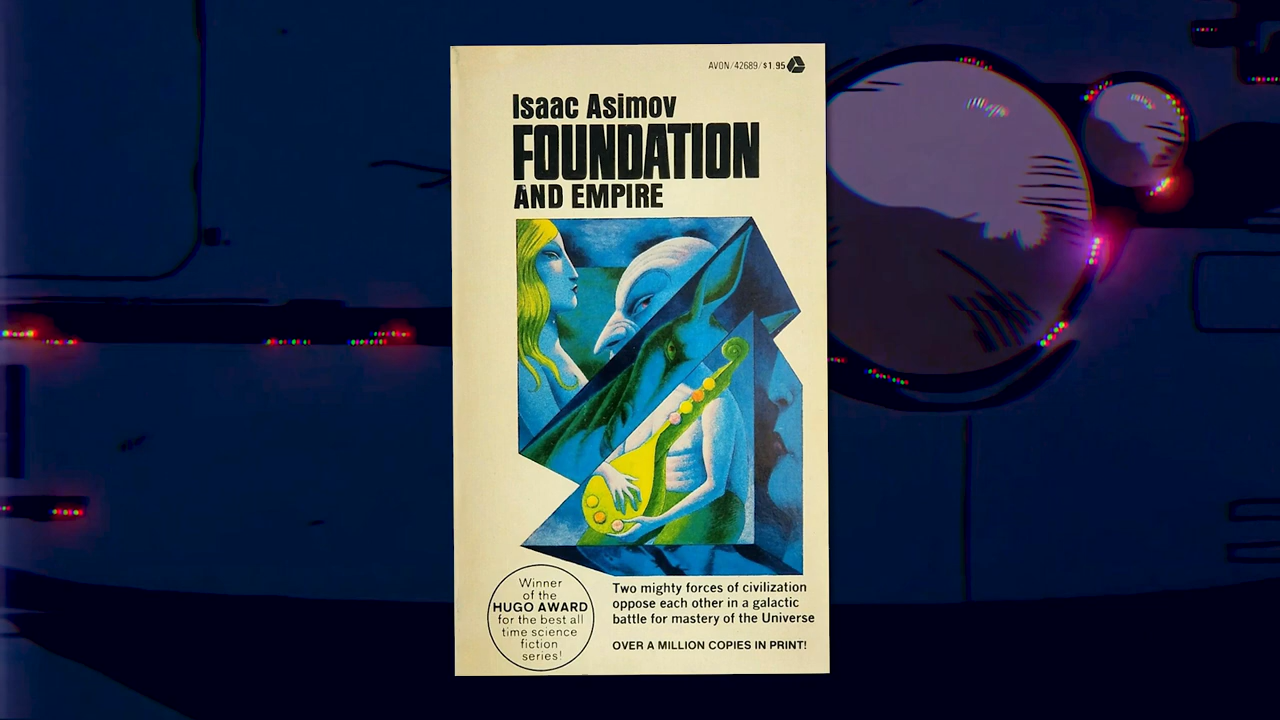 AVON/42689/$1.95
Isaac Asimov
FOUNDATION
AND EMPIRE
Winner
of the
HUGO AWARD
for the best all
time science
fiction
series!
Two mighty forces of civilization
oppose each other in a galactic
battle for mastery of the Universe
OVER A MILLION COPIES IN PRINT!